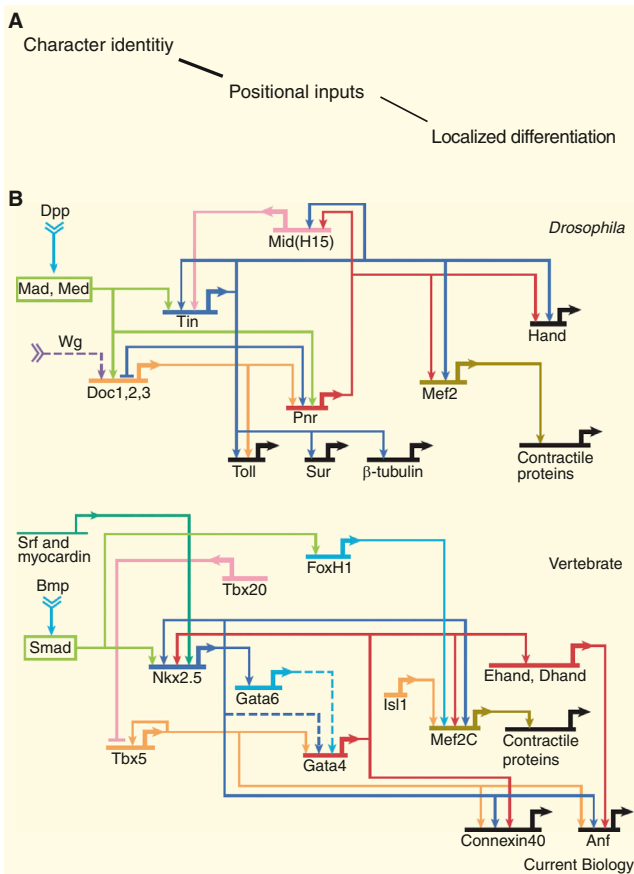 A
Character identitiy
Positional inputs
Localized differentiation
B
Dpp
Drosophila
Mid(H15)
Mad, Med
Tin
Hand
Wg
Doc1,2,3
Mef2
Pnr
Toll
Sur
β-tubulin
Contractile
proteins
Srf and
myocardin
FoxH1
Vertebrate
Tbx20
Bmp
Smad
Nkx2.5
Ehand, Dhand
Gata6
Isl1
Mef2C
Contractile
proteins
Tbx5
Gata4
Connexin40
Anf
Current Biology